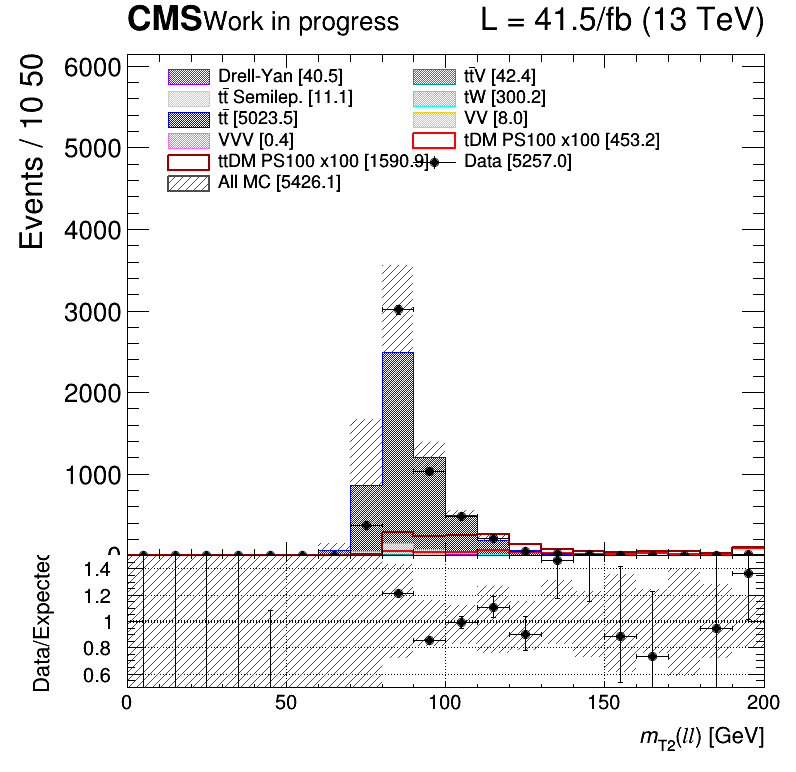 CMS Work in progress L = 41.5/fb (13 TeV)
Events / 10 50
6000
5000
4000
3000
2000
1000
0
Drell-Yan [40.5] tt̄V [42.4]
tt̄ Semilep. [11.1] tW [300.2]
tt̄ [5023.5] VV [8.0]
VVV [0.4] tDM PS100 x100 [453.2]
ttDM PS100 x100 [1590.9] Data [5257.0]
All MC [5426.1]
Data/Expected
1.4
1.2
1
0.8
0.6
0 50 100 150 200
m_T2(ll) [GeV]